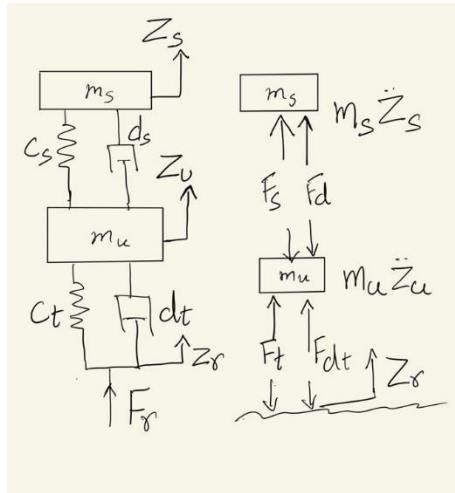 Zs
ms
cs
ds
Zu
mu
Ct
dt
Zr
Fr
ms
ms Z̈s
Fs Fd
mu
mu Z̈u
Ft Fdt
Zr